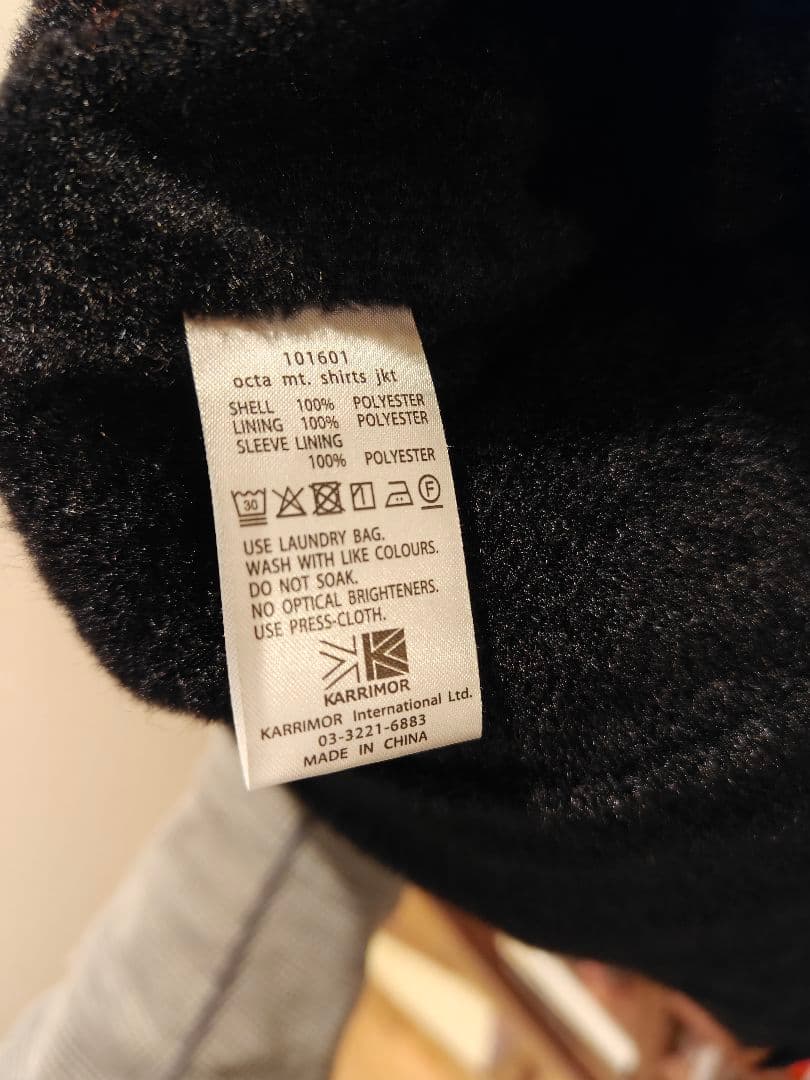 101601
octa mt. shirts jkt
SHELL 100% POLYESTER
LINING 100% POLYESTER
SLEEVE LINING
100% POLYESTER
30 F
USE LAUNDRY BAG.
WASH WITH LIKE COLOURS.
DO NOT SOAK.
NO OPTICAL BRIGHTENERS.
USE PRESS-CLOTH.
KARRIMOR
KARRIMOR International Ltd.
03-3221-6883
MADE IN CHINA